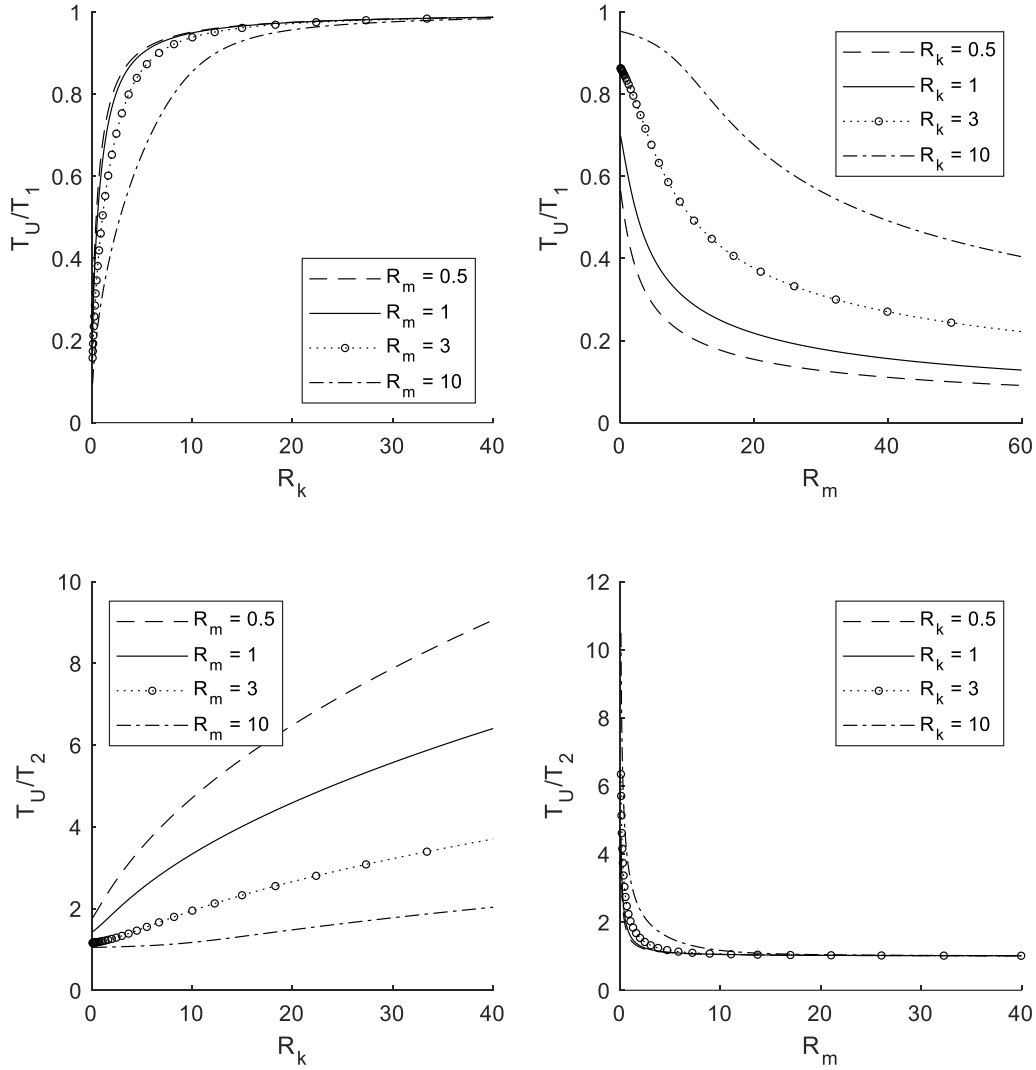 1
0.8
0.6
0.4
0.2
0
T_U/T_1
0 10 20 30 40
R_k
R_m = 0.5
R_m = 1
R_m = 3
R_m = 10
1
0.8
0.6
0.4
0.2
0
T_U/T_1
0 20 40 60
R_m
R_k = 0.5
R_k = 1
R_k = 3
R_k = 10
10
8
6
4
2
0
T_U/T_2
0 10 20 30 40
R_k
R_m = 0.5
R_m = 1
R_m = 3
R_m = 10
12
10
8
6
4
2
0
T_U/T_2
0 10 20 30 40
R_m
R_k = 0.5
R_k = 1
R_k = 3
R_k = 10